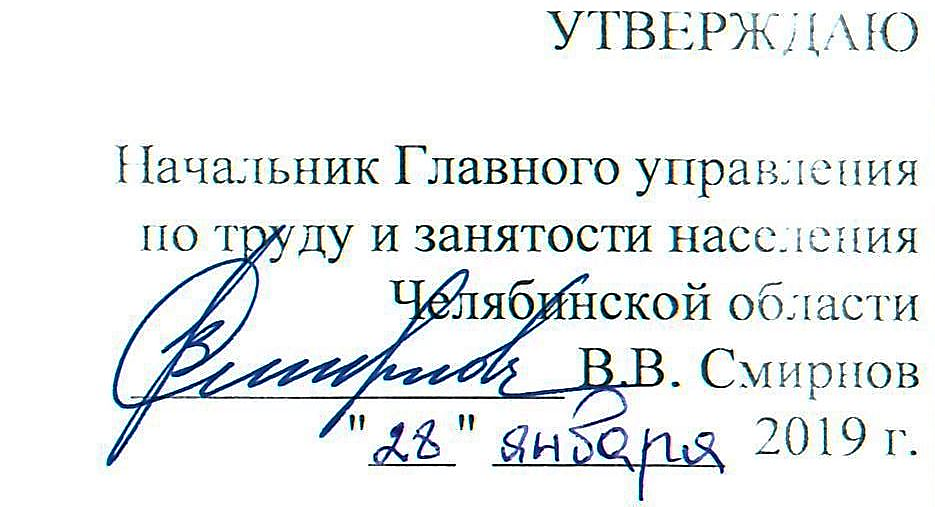 УТВЕРЖДАЮ
Начальник Главного управления
по труду и занятости населения
Челябинской области
В.В. Смирнов
"28" января 2019 г.